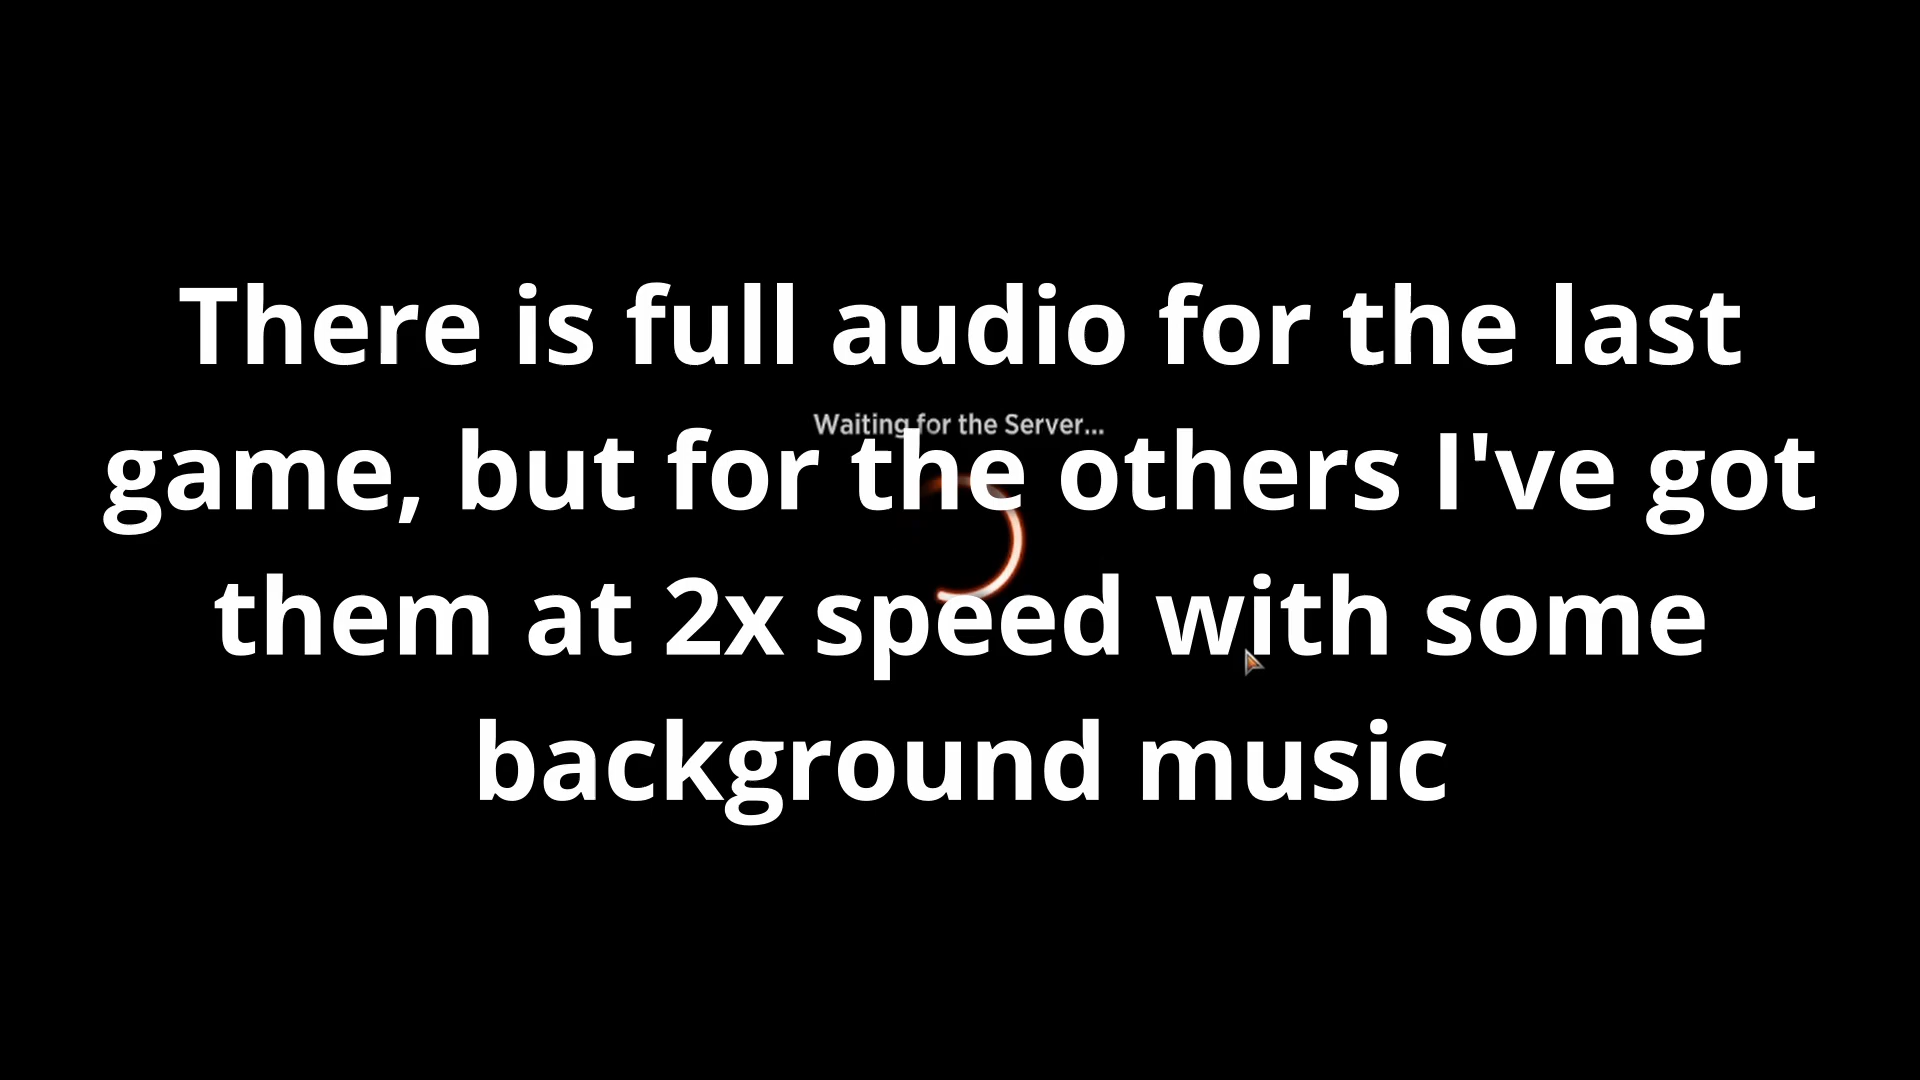 There is full audio for the last
Waiting for the Server...
game, but for the others I've got
them at 2x speed with some
background music